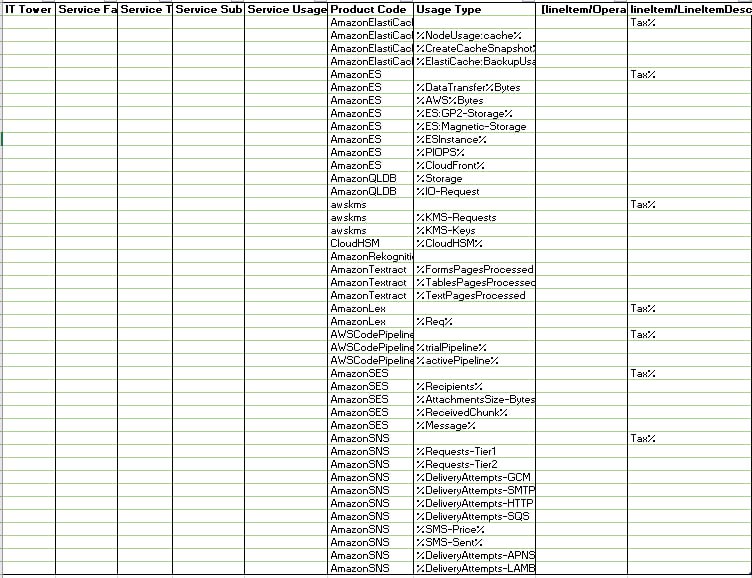 IT Tower Service Fa Service T Service Sub Service Usage Product Code Usage Type [lineItem/Opera lineItem/LineItemDesc
AmazonElastiCac Tax%
AmazonElastiCac %NodeUsage:cache%
AmazonElastiCac %CreateCacheSnapshot%
AmazonElastiCac %ElastiCache:BackupUsa
AmazonES Tax%
AmazonES %DataTransfer%Bytes
AmazonES %AWS%Bytes
AmazonES %ES:GP2-Storage%
AmazonES %ES:Magnetic-Storage
AmazonES %ESInstance%
AmazonES %PIOPS%
AmazonES %CloudFront%
AmazonQLDB %Storage
AmazonQLDB %IO-Request
awskms Tax%
awskms %KMS-Requests
awskms %KMS-Keys
CloudHSM %CloudHSM%
AmazonRekogniti
AmazonTextract %FormsPagesProcessed
AmazonTextract %TablesPagesProcessed
AmazonTextract %TextPagesProcessed
AmazonLex Tax%
AmazonLex %Req%
AWSCodePipeline Tax%
AWSCodePipeline %trialPipeline%
AWSCodePipeline %activePipeline%
AmazonSES Tax%
AmazonSES %Recipients%
AmazonSES %AttachmentsSize-Bytes
AmazonSES %ReceivedChunk%
AmazonSES %Message%
AmazonSNS Tax%
AmazonSNS %Requests-Tier1
AmazonSNS %Requests-Tier2
AmazonSNS %DeliveryAttempts-GCM
AmazonSNS %DeliveryAttempts-SMTP
AmazonSNS %DeliveryAttempts-HTTP
AmazonSNS %DeliveryAttempts-SQS
AmazonSNS %SMS-Price%
AmazonSNS %SMS-Sent%
AmazonSNS %DeliveryAttempts-APNS
AmazonSNS %DeliveryAttempts-LAMB